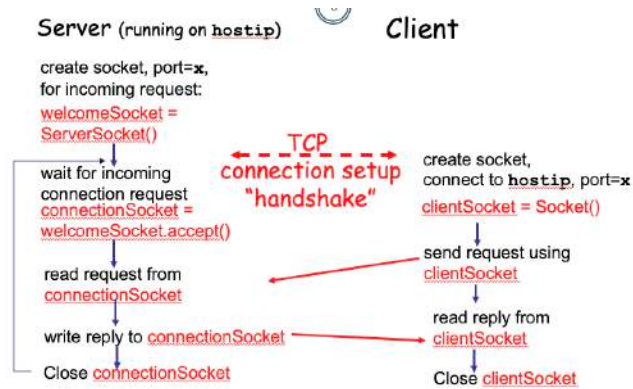 Server (running on hostip)
create socket, port=x,
for incoming request:
welcomeSocket =
ServerSocket()
wait for incoming
connection request
connectionSocket =
welcomeSocket.accept()
read request from
connectionSocket
write reply to connectionSocket
Close connectionSocket
TCP
connection setup
"handshake"
Client
create socket,
connect to hostip, port=x
clientSocket = Socket()
send request using
clientSocket
read reply from
clientSocket
Close clientSocket